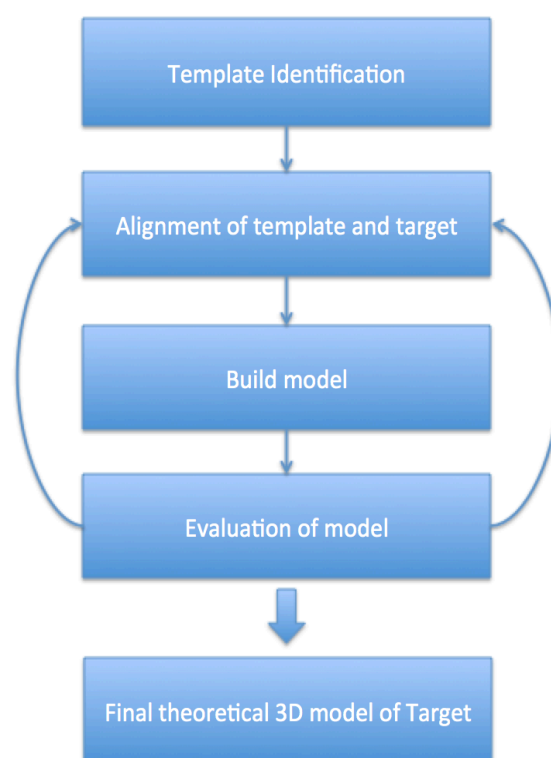 Template Identification
Alignment of template and target
Build model
Evaluation of model
Final theoretical 3D model of Target